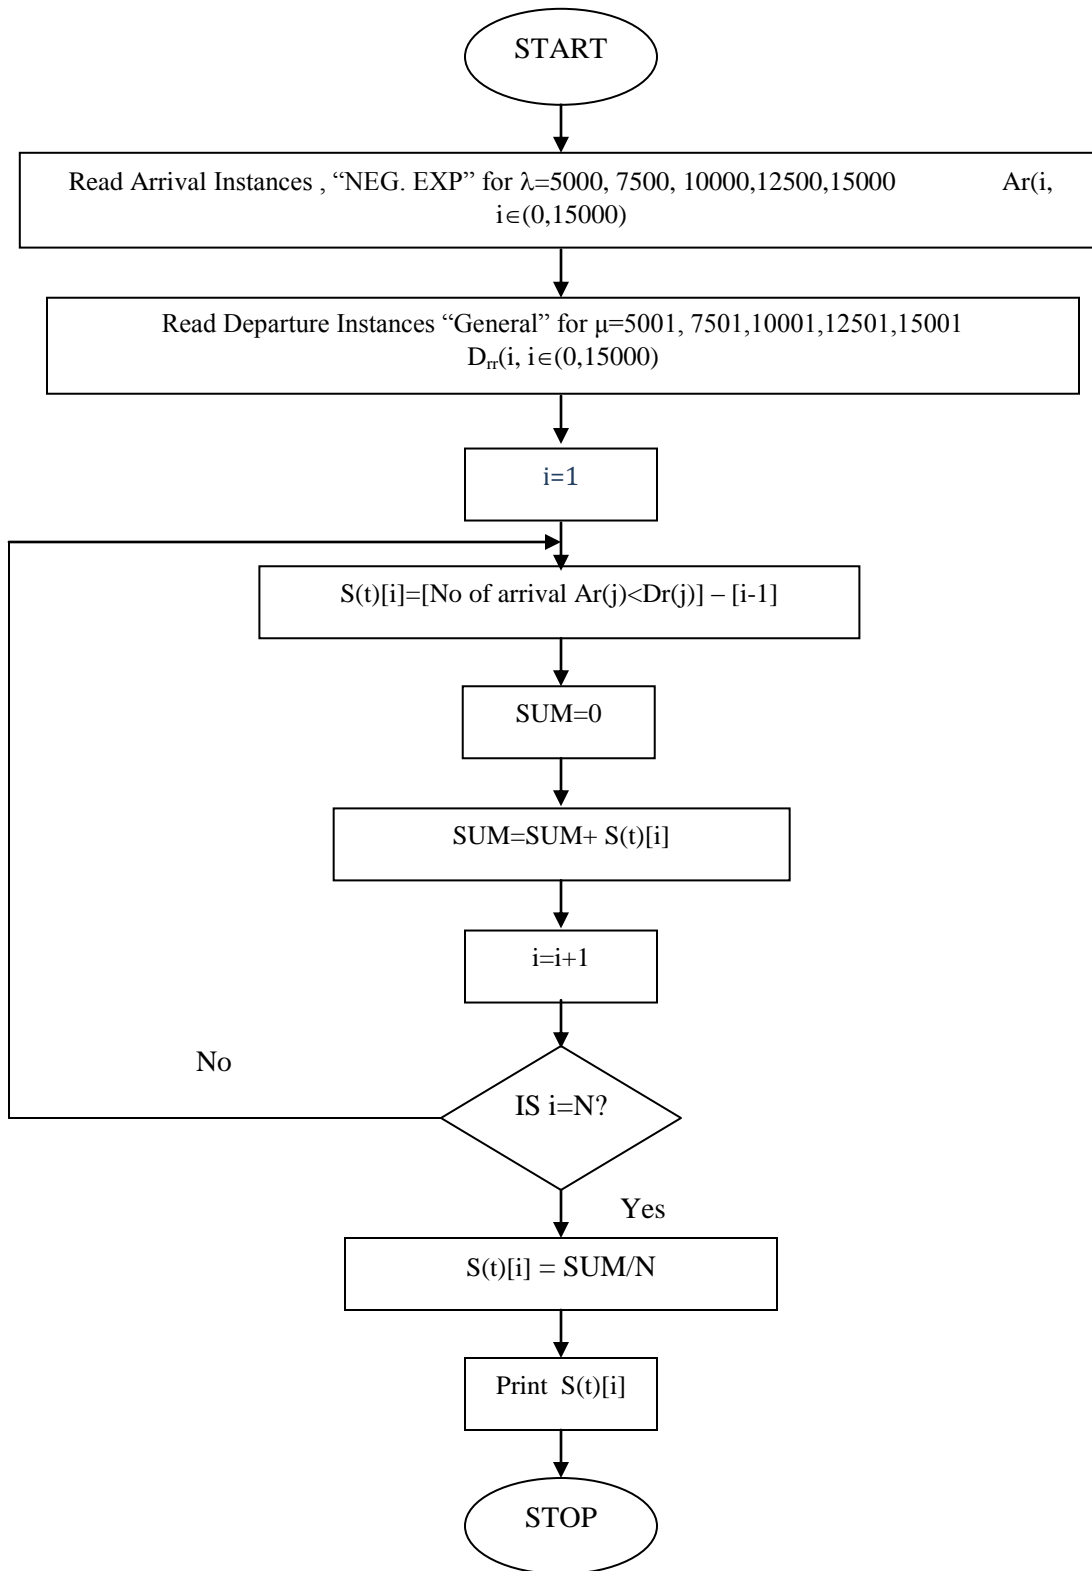 START
Read Arrival Instances , “NEG. EXP” for λ=5000, 7500, 10000,12500,15000 Ar(i,
i∈(0,15000)
Read Departure Instances “General” for μ=5001, 7501,10001,12501,15001
Drr(i, i∈(0,15000)
i=1
S(t)[i]=[No of arrival Ar(j)<Dr(j)] – [i-1]
SUM=0
SUM=SUM+ S(t)[i]
i=i+1
No
IS i=N?
Yes
S(t)[i] = SUM/N
Print S(t)[i]
STOP